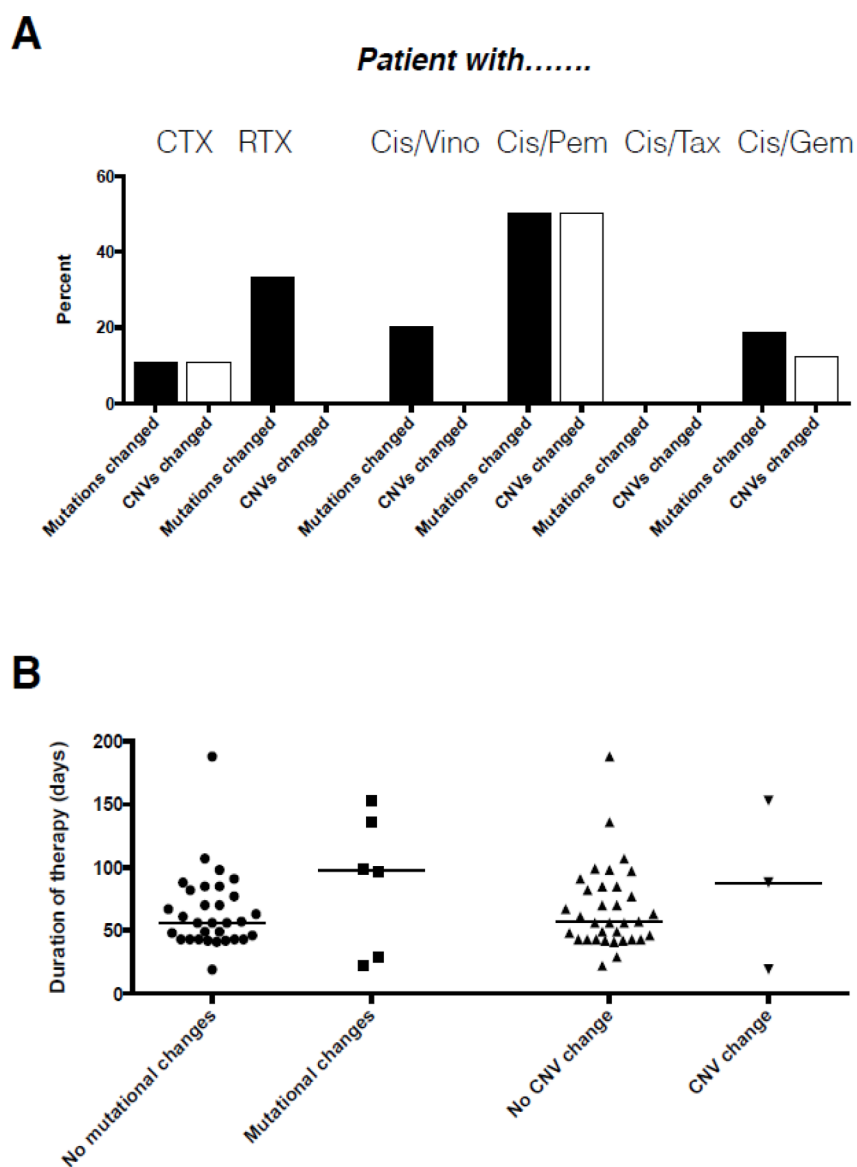 A
Patient with.......
CTX RTX Cis/Vino Cis/Pem Cis/Tax Cis/Gem
60
40
20
0
Percent
Mutations changed
CNVs changed
Mutations changed
CNVs changed
Mutations changed
CNVs changed
Mutations changed
CNVs changed
Mutations changed
CNVs changed
Mutations changed
CNVs changed
B
200
150
100
50
0
Duration of therapy (days)
No mutational changes
Mutational changes
No CNV change
CNV change